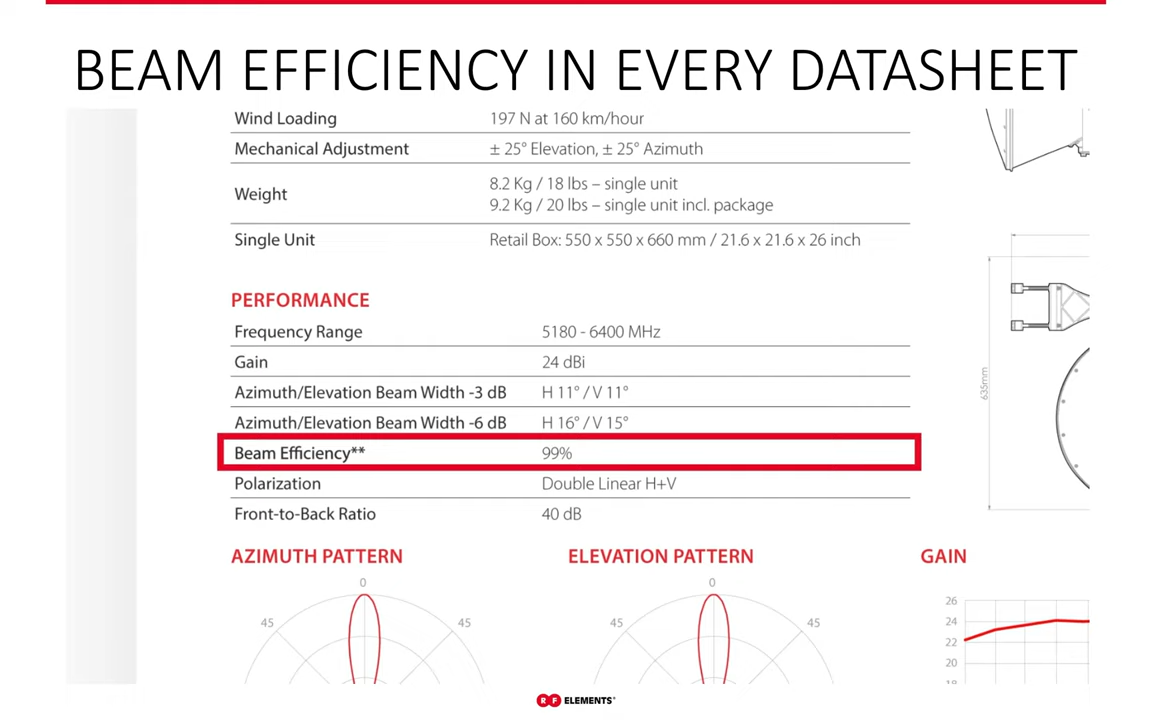 BEAM EFFICIENCY IN EVERY DATASHEET
Wind Loading 197 N at 160 km/hour
Mechanical Adjustment ± 25° Elevation, ± 25° Azimuth
Weight 8.2 Kg / 18 lbs – single unit
9.2 Kg / 20 lbs – single unit incl. package
Single Unit Retail Box: 550 x 550 x 660 mm / 21.6 x 21.6 x 26 inch
PERFORMANCE
Frequency Range 5180 - 6400 MHz
Gain 24 dBi
Azimuth/Elevation Beam Width -3 dB H 11° / V 11°
Azimuth/Elevation Beam Width -6 dB H 16° / V 15°
Beam Efficiency** 99%
Polarization Double Linear H+V
Front-to-Back Ratio 40 dB
635mm
AZIMUTH PATTERN ELEVATION PATTERN GAIN
0 0
45 45 45 45
26
24
22
20
18
RF ELEMENTS